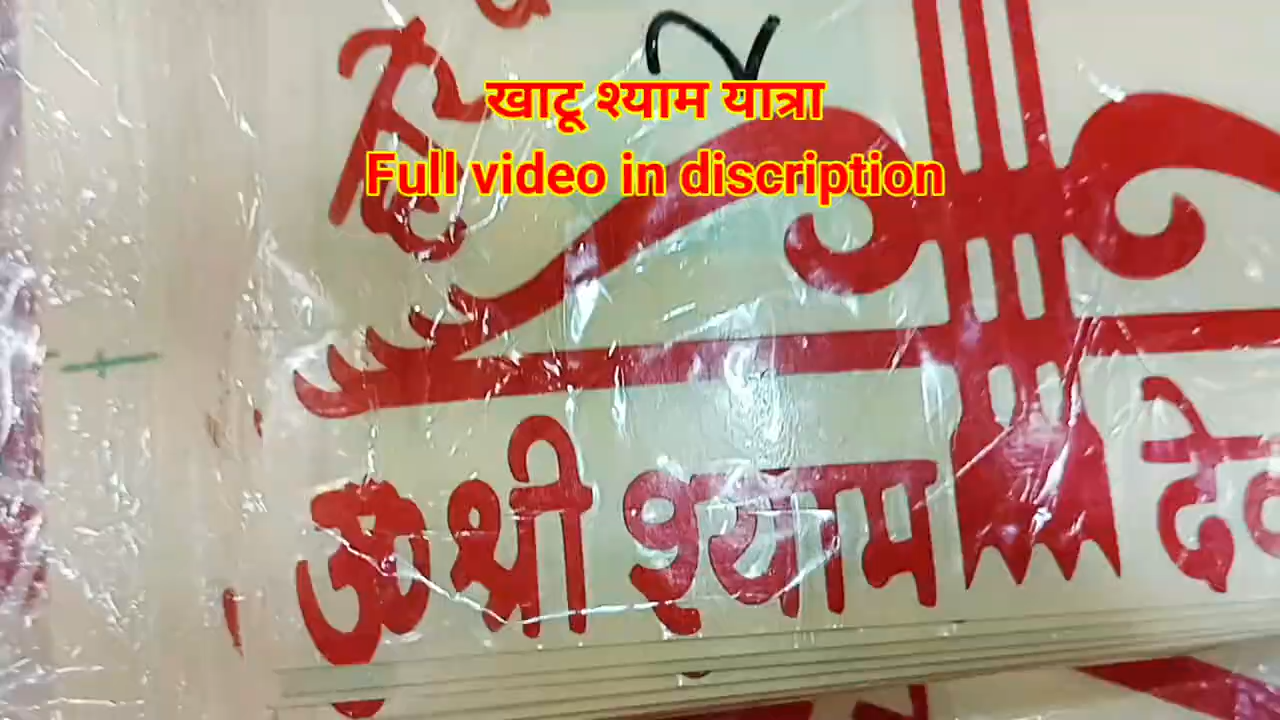 खाटू श्याम यात्रा
Full video in discription
ॐ श्री श्याम